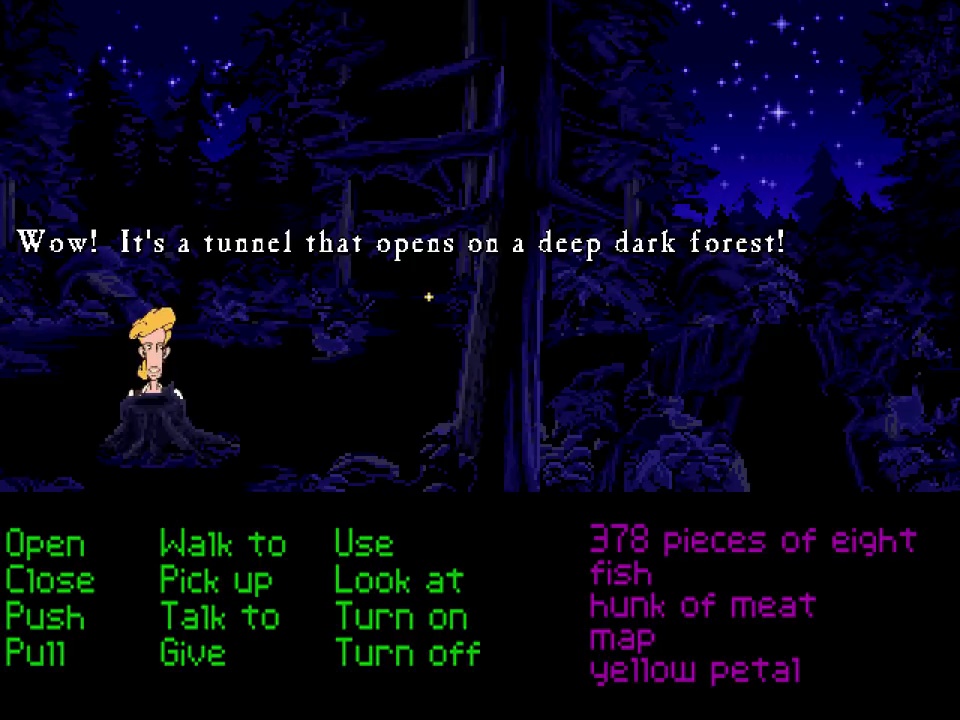 Wow! It's a tunnel that opens on a deep dark forest!
Open Walk to Use 378 pieces of eight
Close Pick up Look at fish
Push Talk to Turn on hunk of meat
Pull Give Turn off map
yellow petal